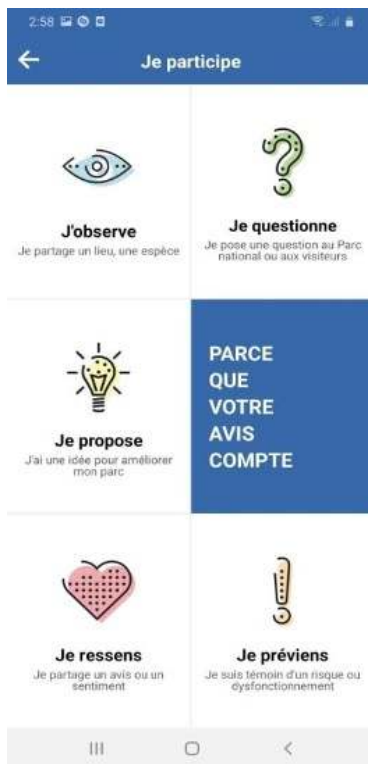 2:58
Je participe
J'observe
Je partage un lieu, une espèce
Je questionne
Je pose une question au Parc
national ou aux visiteurs
Je propose
J'ai une idée pour améliorer
mon parc
PARCE
QUE
VOTRE
AVIS
COMPTE
Je ressens
Je partage un avis ou un
sentiment
Je préviens
Je suis témoin d'un risque ou
dysfonctionnement